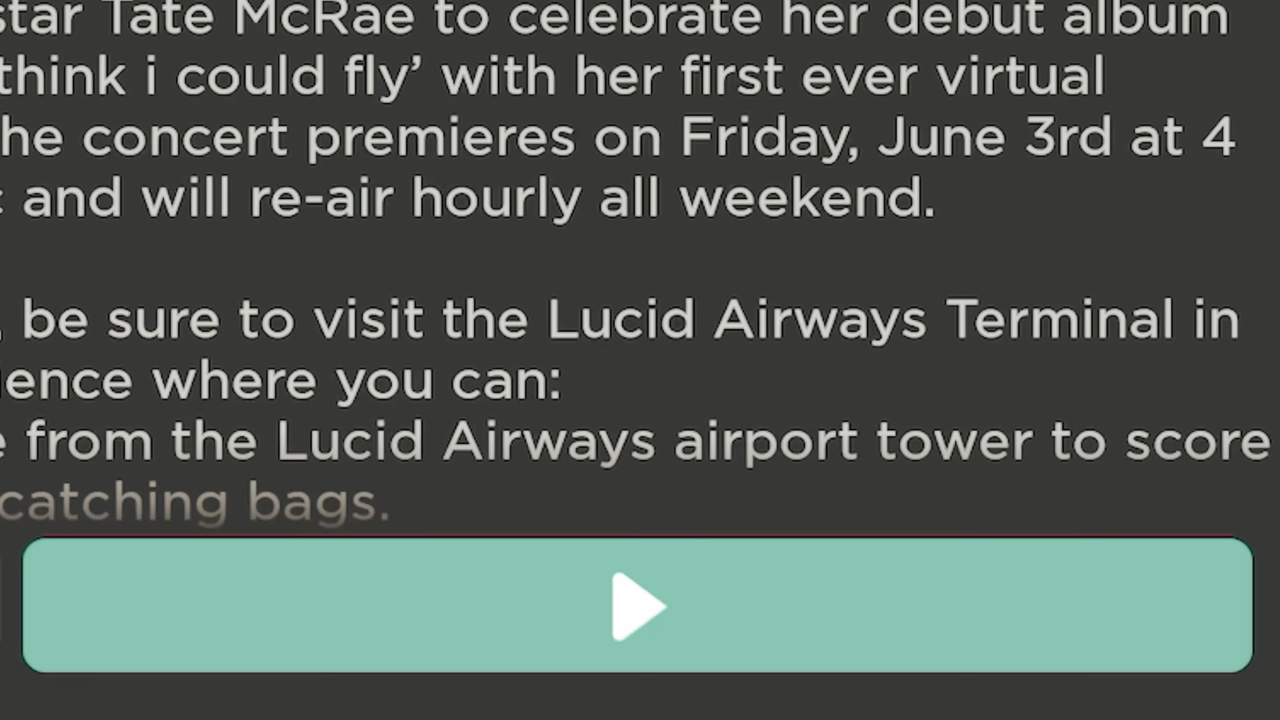 star Tate McRae to celebrate her debut album
think i could fly’ with her first ever virtual
he concert premieres on Friday, June 3rd at 4
and will re-air hourly all weekend.
be sure to visit the Lucid Airways Terminal in
ience where you can:
from the Lucid Airways airport tower to score
catching bags.